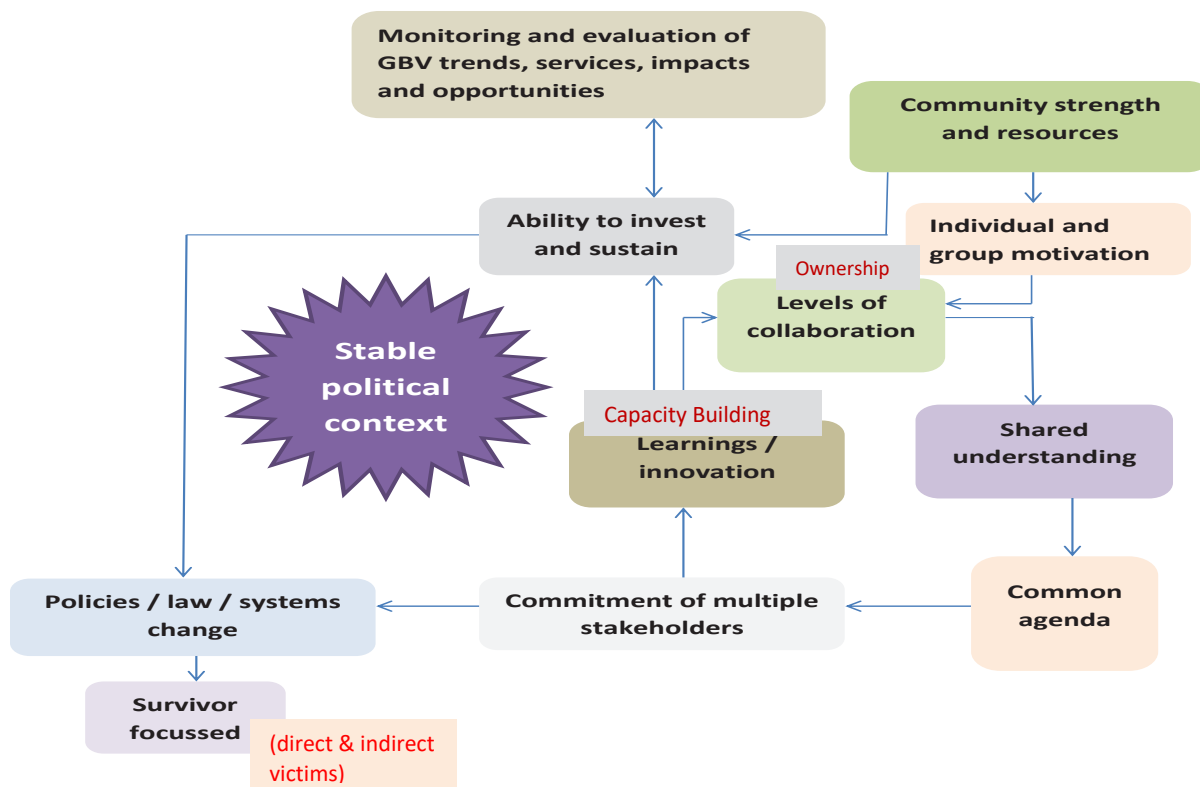 Monitoring and evaluation of
GBV trends, services, impacts
and opportunities
Community strength
and resources
Ability to invest
and sustain
Individual and
group motivation
Ownership
Levels of
collaboration
Stable
political
context
Capacity Building
Learnings /
innovation
Shared
understanding
Policies / law / systems
change
Commitment of multiple
stakeholders
Common
agenda
Survivor
focussed
(direct & indirect
victims)